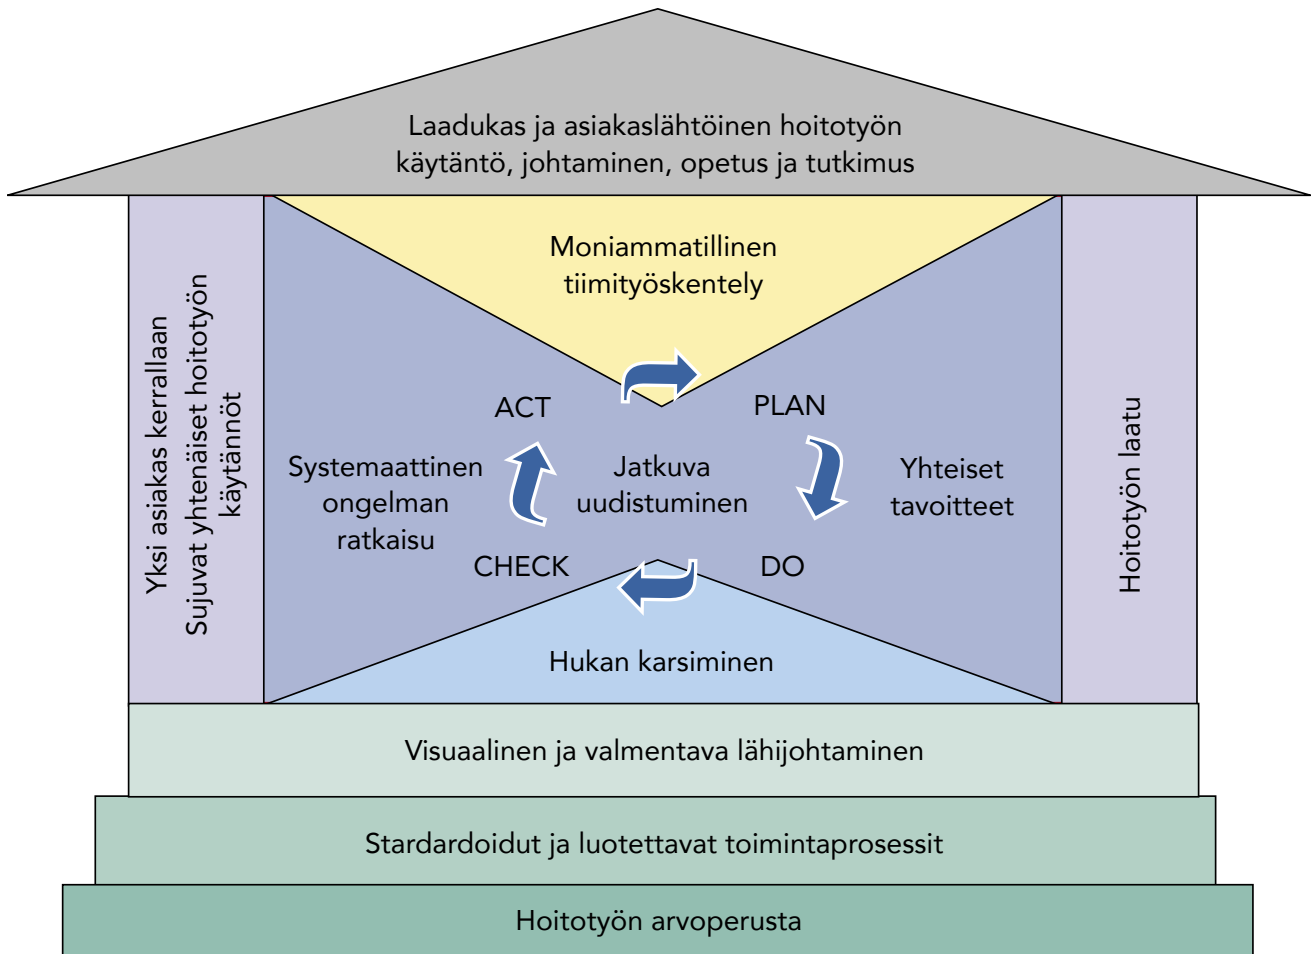 Laadukas ja asiakaslähtöinen hoitotyön
käytäntö, johtaminen, opetus ja tutkimus
Yksi asiakas kerrallaan
Sujuvat yhtenäiset hoitotyön
käytännöt
Moniammatillinen
tiimityöskentely
ACT
PLAN
Systemaattinen
ongelman
ratkaisu
Jatkuva
uudistuminen
Yhteiset
tavoitteet
CHECK
DO
Hukan karsiminen
Hoitotyön laatu
Visuaalinen ja valmentava lähijohtaminen
Stardardoidut ja luotettavat toimintaprosessit
Hoitotyön arvoperusta